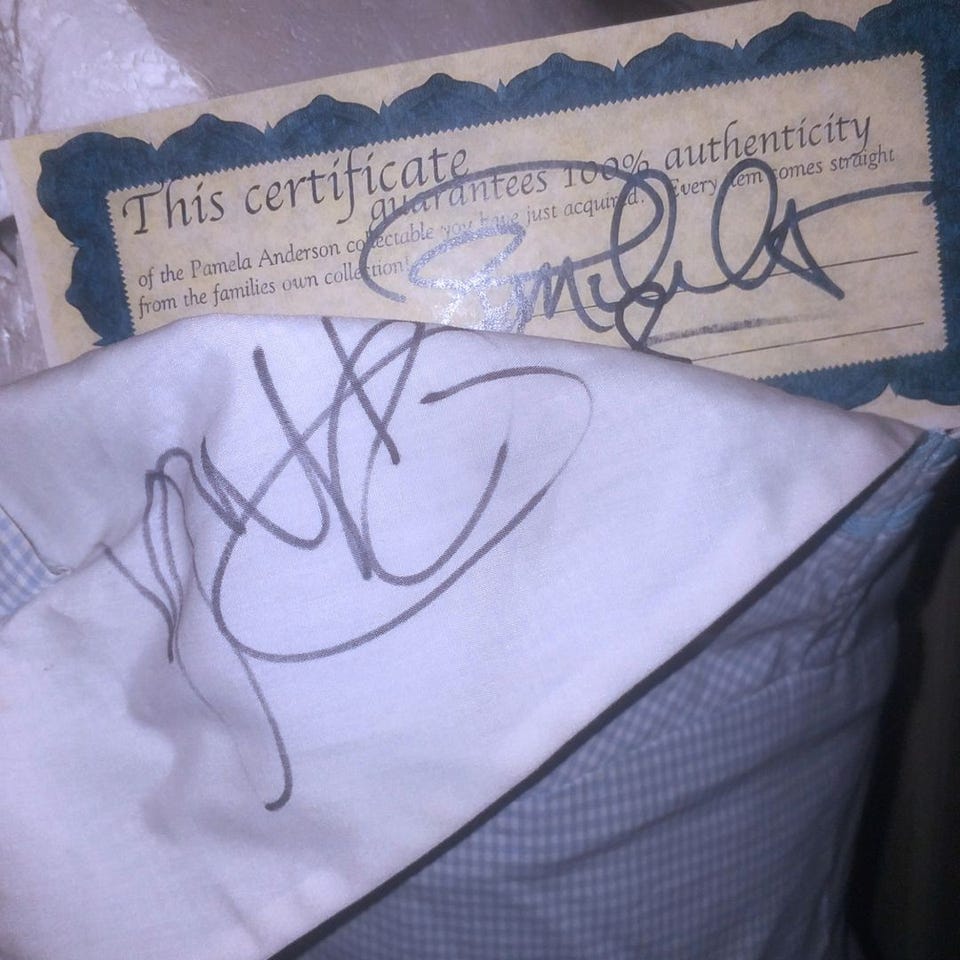 This certificate
guarantees 100% authenticity
of the Pamela Anderson collectable you have just acquired. Every item comes straight
from the families own collection!